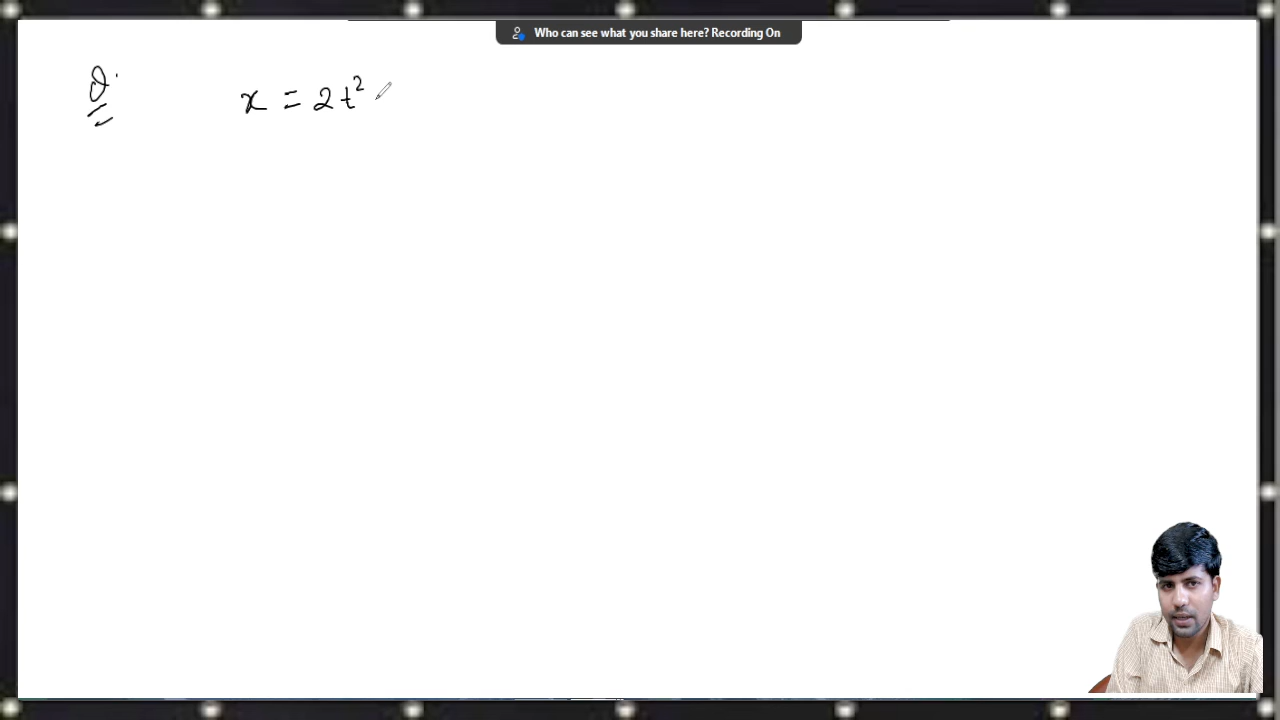 Who can see what you share here? Recording On
Q.
x = 2t²